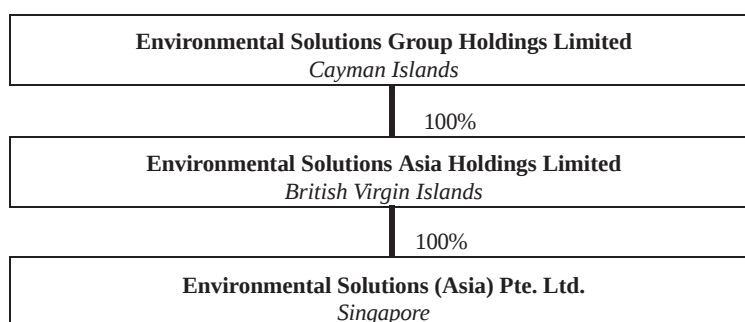 Environmental Solutions Group Holdings Limited
Cayman Islands
100%
Environmental Solutions Asia Holdings Limited
British Virgin Islands
100%
Environmental Solutions (Asia) Pte. Ltd.
Singapore